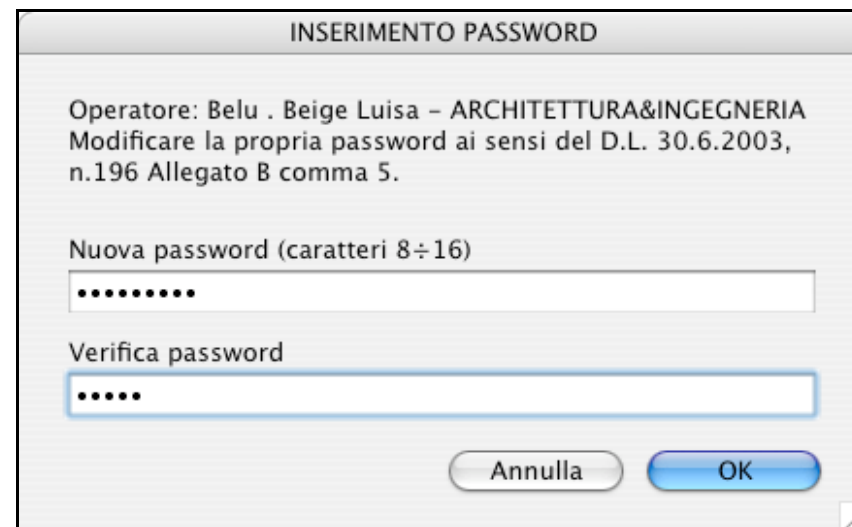 INSERIMENTO PASSWORD
Operatore: Belu . Beige Luisa – ARCHITETTURA&INGEGNERIA
Modificare la propria password ai sensi del D.L. 30.6.2003,
n.196 Allegato B comma 5.
Nuova password (caratteri 8÷16)
•••••••••
Verifica password
•••••
Annulla OK